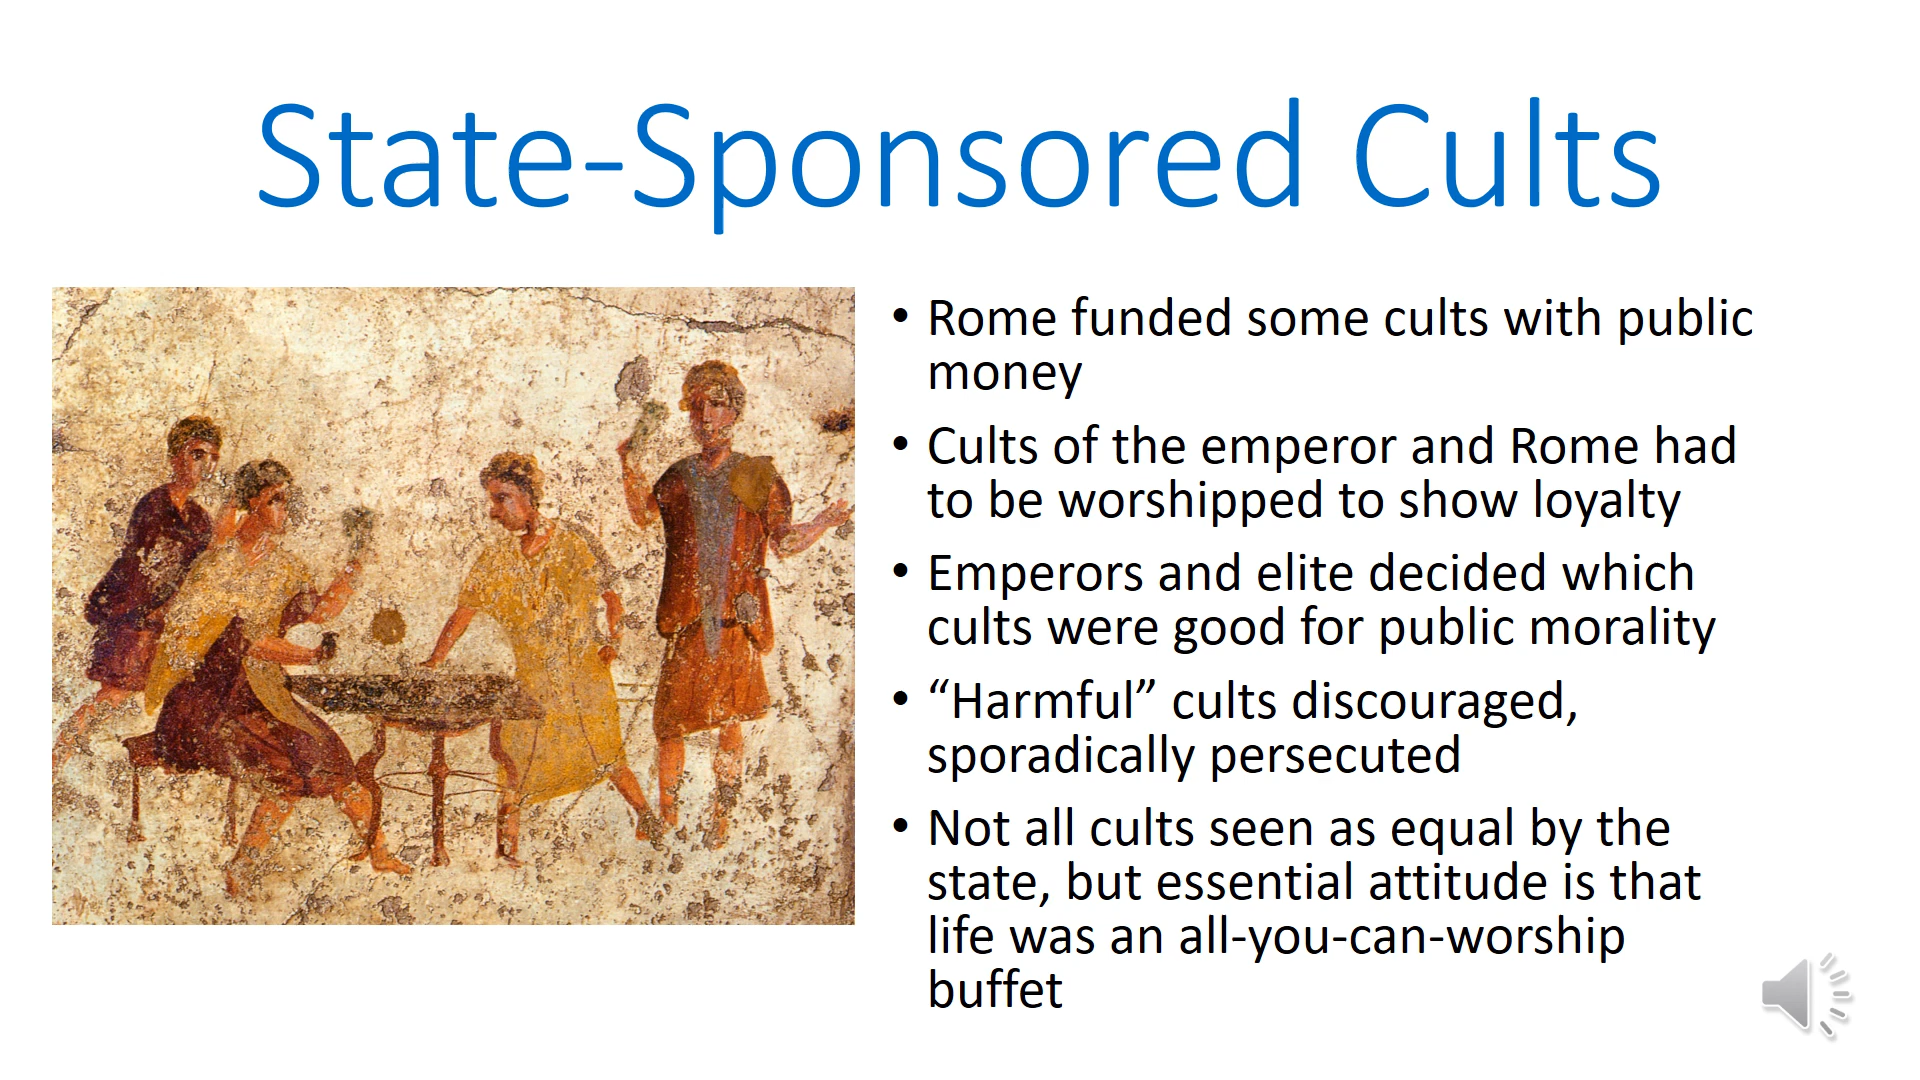 State-Sponsored Cults
• Rome funded some cults with public
money
• Cults of the emperor and Rome had
to be worshipped to show loyalty
• Emperors and elite decided which
cults were good for public morality
• “Harmful” cults discouraged,
sporadically persecuted
• Not all cults seen as equal by the
state, but essential attitude is that
life was an all-you-can-worship
buffet